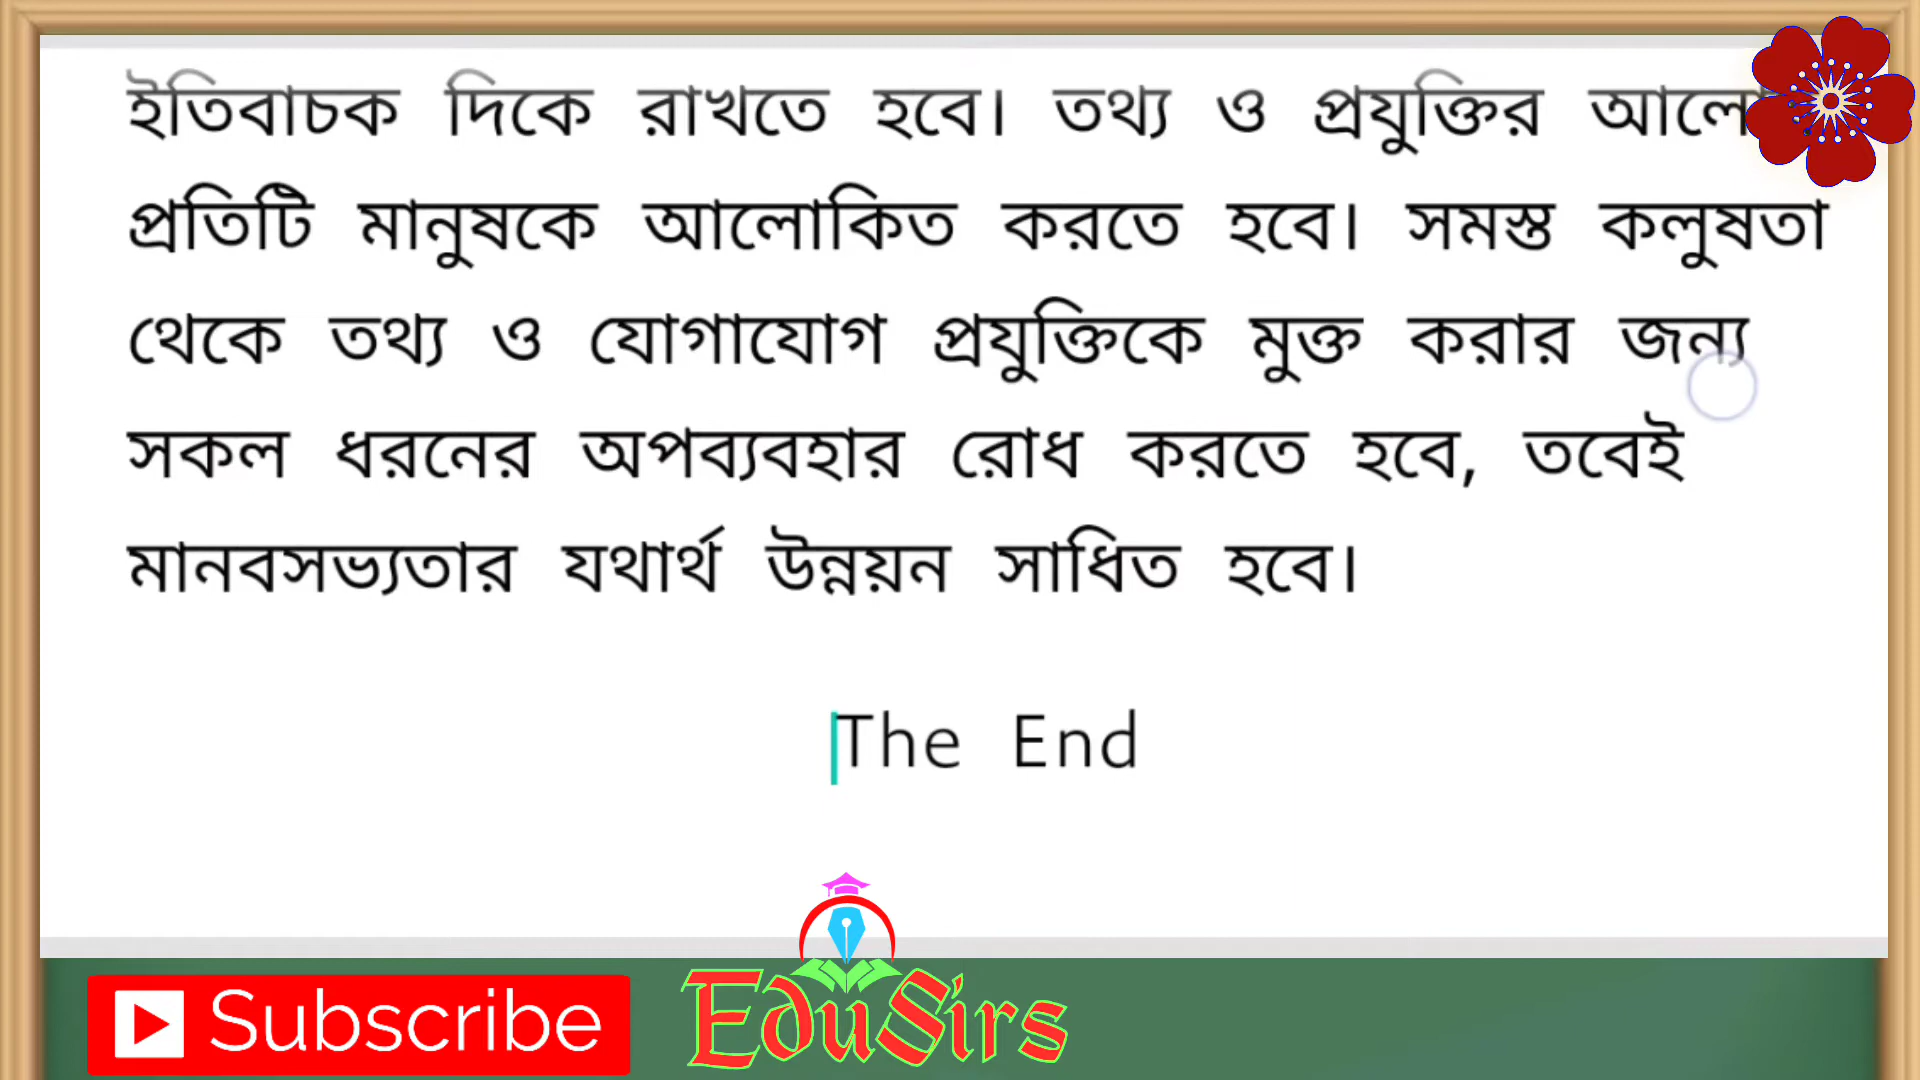 ইতিবাচক দিকে রাখতে হবে। তথ্য ও প্রযুক্তির
প্রতিটি মানুষকে আলোকিত করতে হবে। সমস্ত কলুষতা
থেকে তথ্য ও যোগাযোগ প্রযুক্তিকে মুক্ত করার জন্য
সকল ধরনের অপব্যবহার রোধ করতে হবে, তবেই
মানবসভ্যতার যথার্থ উন্নয়ন সাধিত হবে।
The End
Subscribe
EduSirs